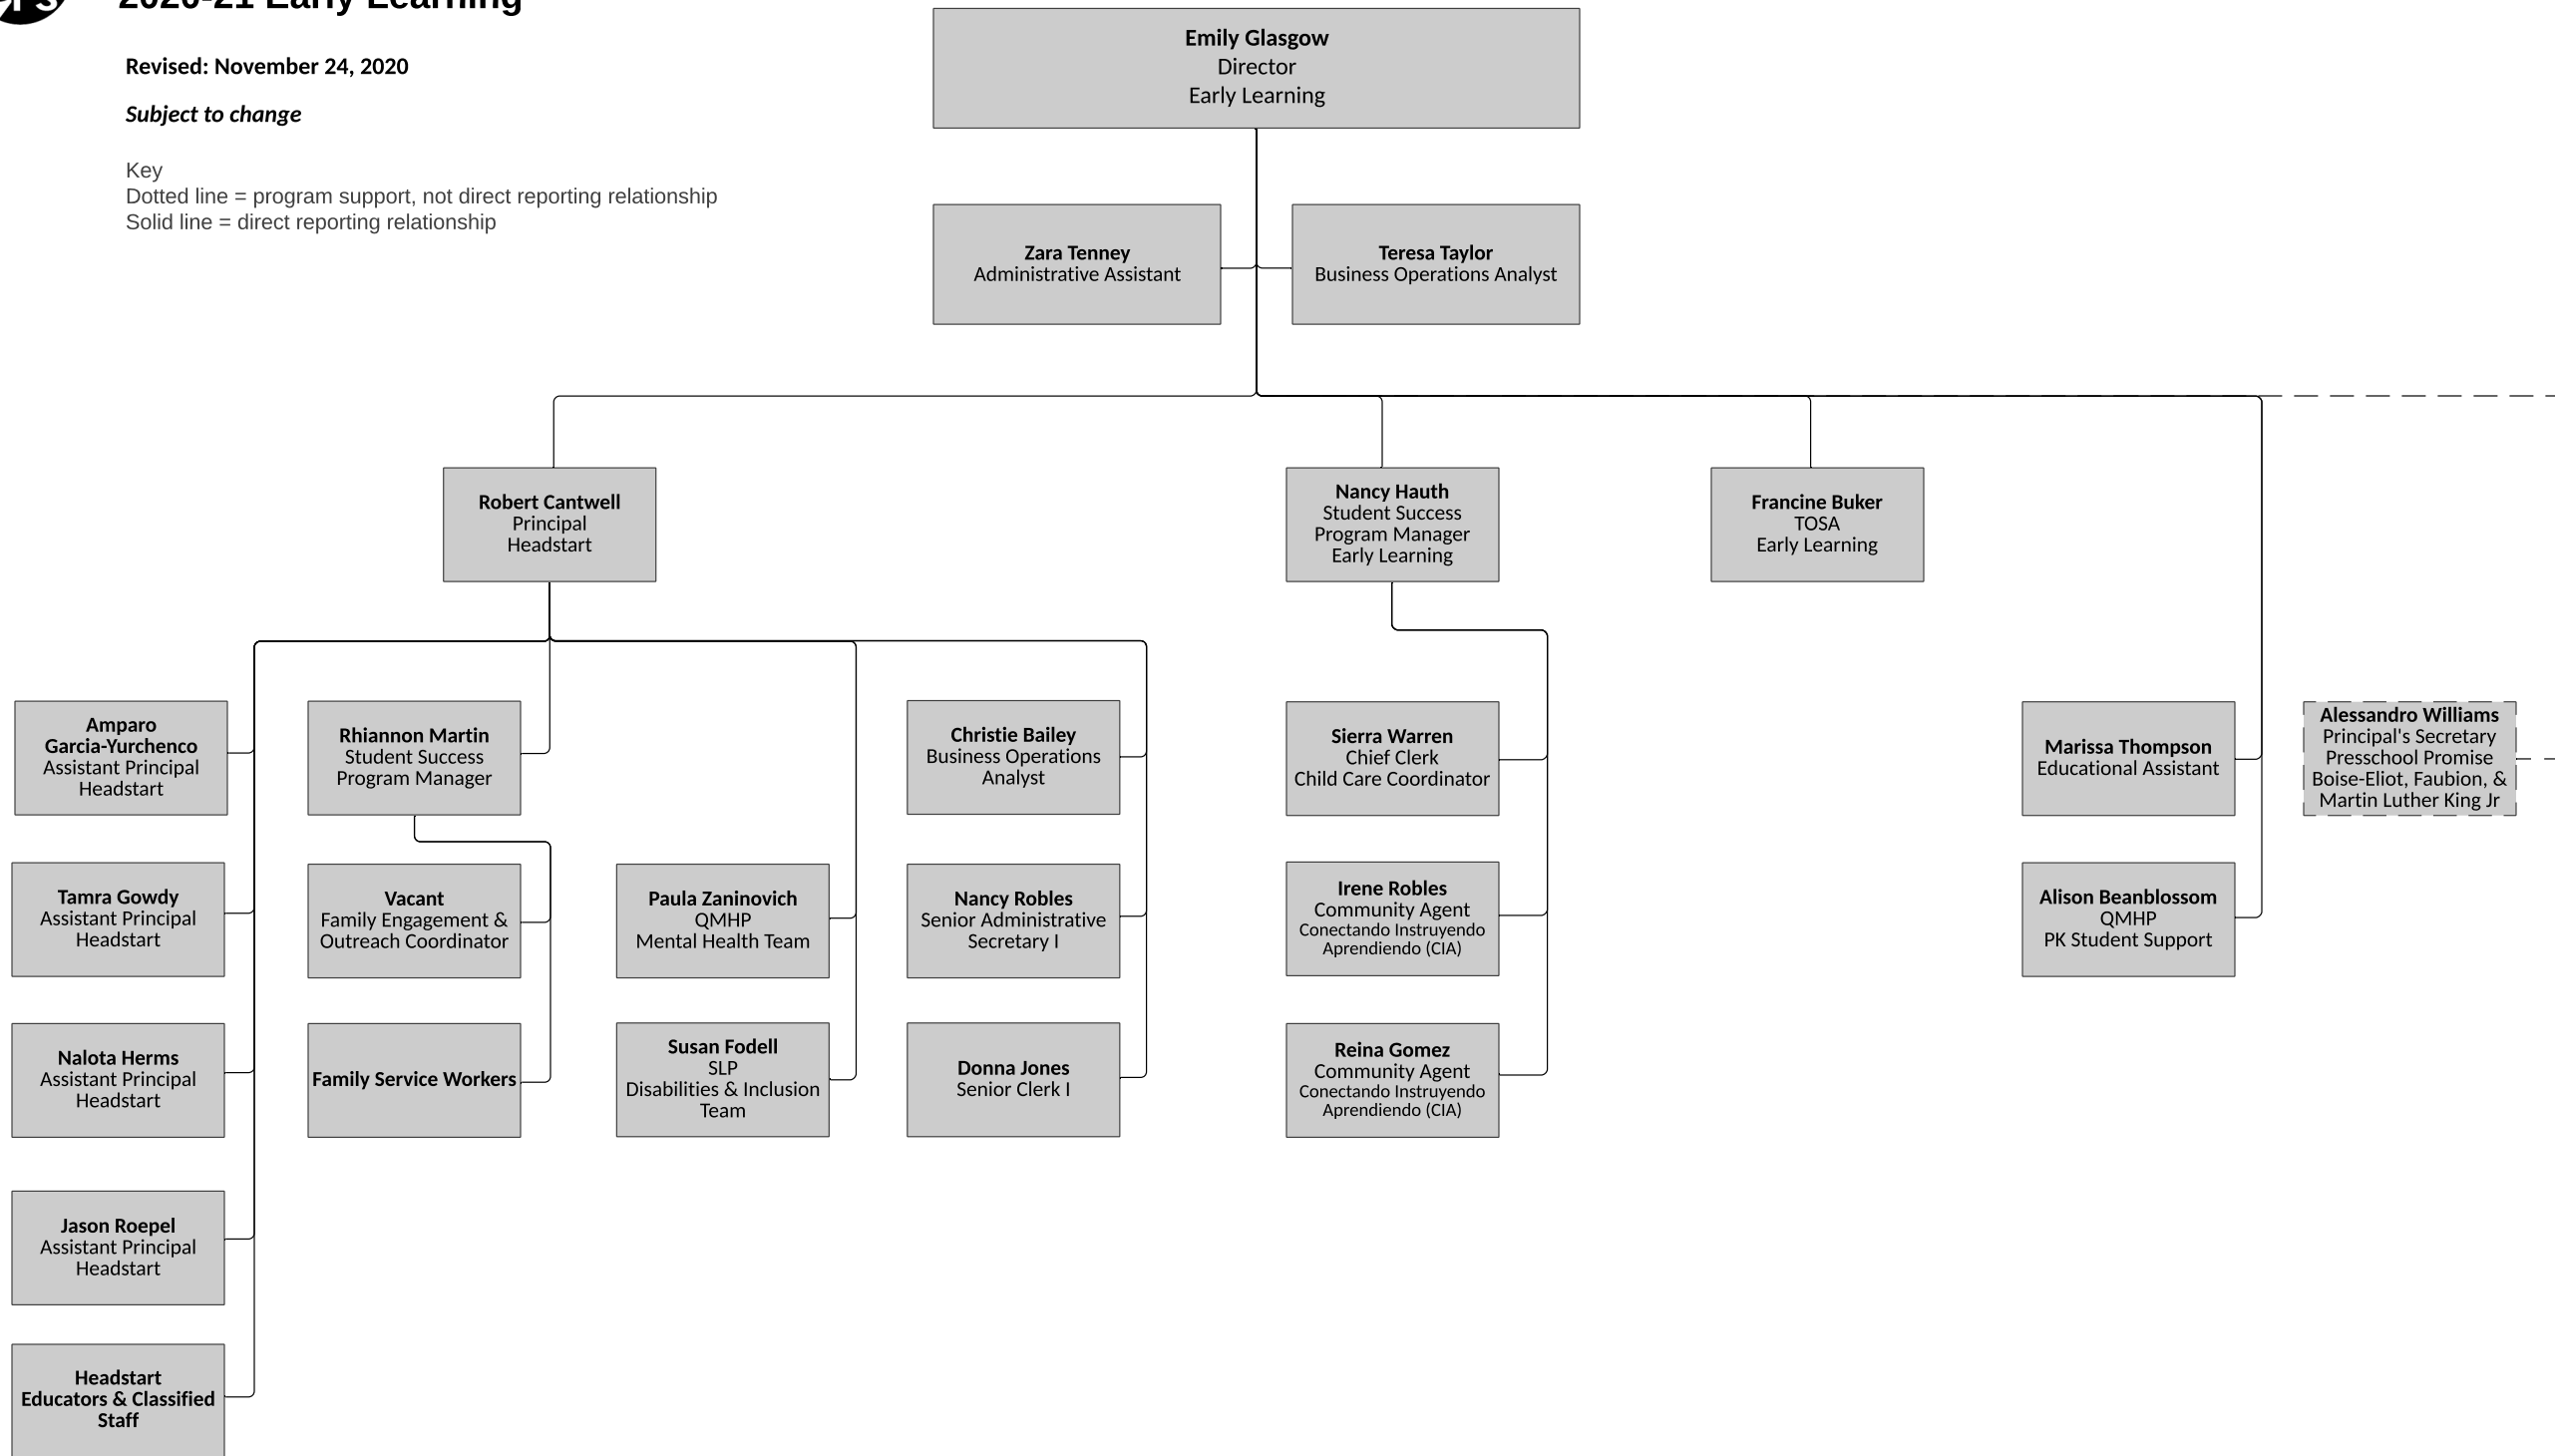 2020-21 Early Learning
Revised: November 24, 2020
Subject to change
Key
Dotted line = program support, not direct reporting relationship
Solid line = direct reporting relationship
Emily Glasgow
Director
Early Learning
Zara Tenney
Administrative Assistant
Teresa Taylor
Business Operations Analyst
Robert Cantwell
Principal
Headstart
Nancy Hauth
Student Success
Program Manager
Early Learning
Francine Buker
TOSA
Early Learning
Amparo
Garcia-Yurchenco
Assistant Principal
Headstart
Rhiannon Martin
Student Success
Program Manager
Christie Bailey
Business Operations
Analyst
Sierra Warren
Chief Clerk
Child Care Coordinator
Marissa Thompson
Educational Assistant
Alessandro Williams
Principal's Secretary
Presschool Promise
Boise-Eliot, Faubion, &
Martin Luther King Jr
Tamra Gowdy
Assistant Principal
Headstart
Vacant
Family Engagement &
Outreach Coordinator
Paula Zaninovich
QMHP
Mental Health Team
Nancy Robles
Senior Administrative
Secretary I
Irene Robles
Community Agent
Conectando Instruyendo
Aprendiendo (CIA)
Alison Beanblossom
QMHP
PK Student Support
Nalota Herms
Assistant Principal
Headstart
Family Service Workers
Susan Fodell
SLP
Disabilities & Inclusion
Team
Donna Jones
Senior Clerk I
Reina Gomez
Community Agent
Conectando Instruyendo
Aprendiendo (CIA)
Jason Roepel
Assistant Principal
Headstart
Headstart
Educators & Classified
Staff